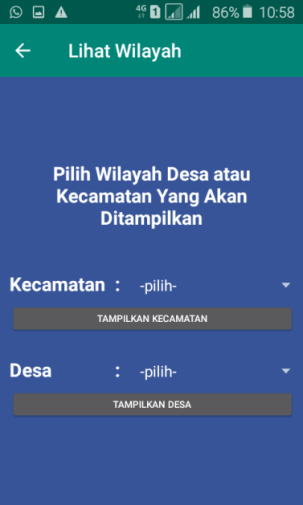 4G 1 86% 10:58
Lihat Wilayah
Pilih Wilayah Desa atau
Kecamatan Yang Akan
Ditampilkan
Kecamatan : -pilih-
TAMPILKAN KECAMATAN
Desa : -pilih-
TAMPILKAN DESA